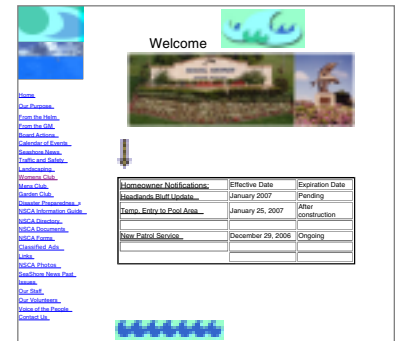 Welcome
Home
Our Purpose
From the Helm
From the GM
Board Actions
Calendar of Events
Seashore News
Traffic and Safety
Landscaping
Womens Club
Mens Club
Garden Club
Disaster Preparednes s
NSCA Information Guide
NSCA Directory
NSCA Documents
NSCA Forms
Classified Ads
Links
NSCA Photos
SeaShore News Past Issues
Our Staff
Our Volunteers
Voice of the People
Contact Us
Homeowner Notifications: Effective Date Expiration Date
Headlands Bluff Update January 2007 Pending
Temp. Entry to Pool Area January 25, 2007 After construction
New Patrol Service December 29, 2006 Ongoing